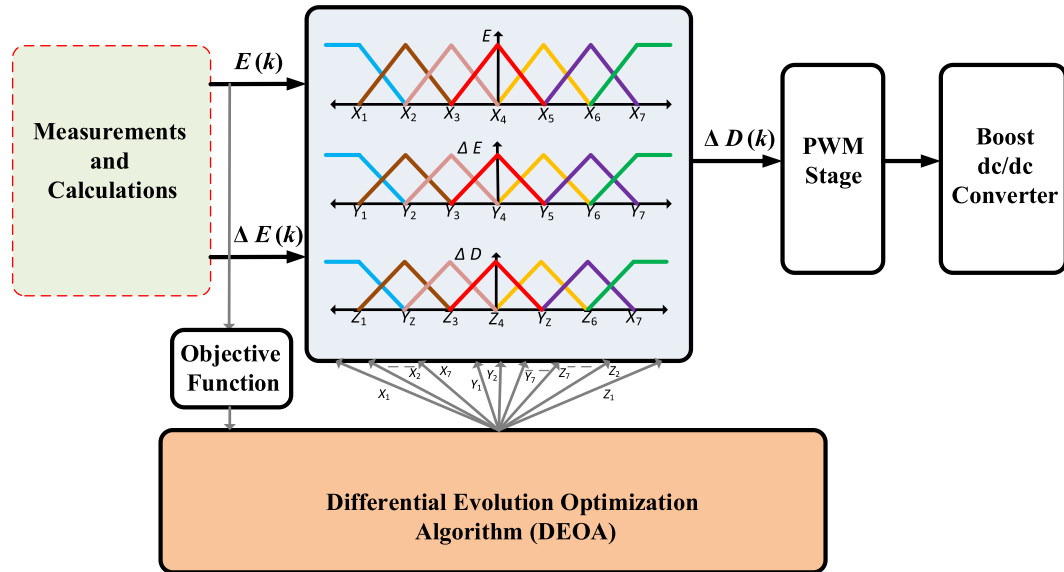 Measurements
and
Calculations
E (k)
Δ E (k)
E
X1 X2 X3 X4 X5 X6 X7
Δ E
Y1 Y2 Y3 Y4 Y5 Y6 Y7
Δ D
Z1 YZ Z3 Z4 YZ Z6 X7
Δ D (k)
PWM
Stage
Boost
dc/dc
Converter
Objective
Function
X1 X2 X7 Y1 Y2 Y7 Z7 Z2 Z1
Differential Evolution Optimization
Algorithm (DEOA)